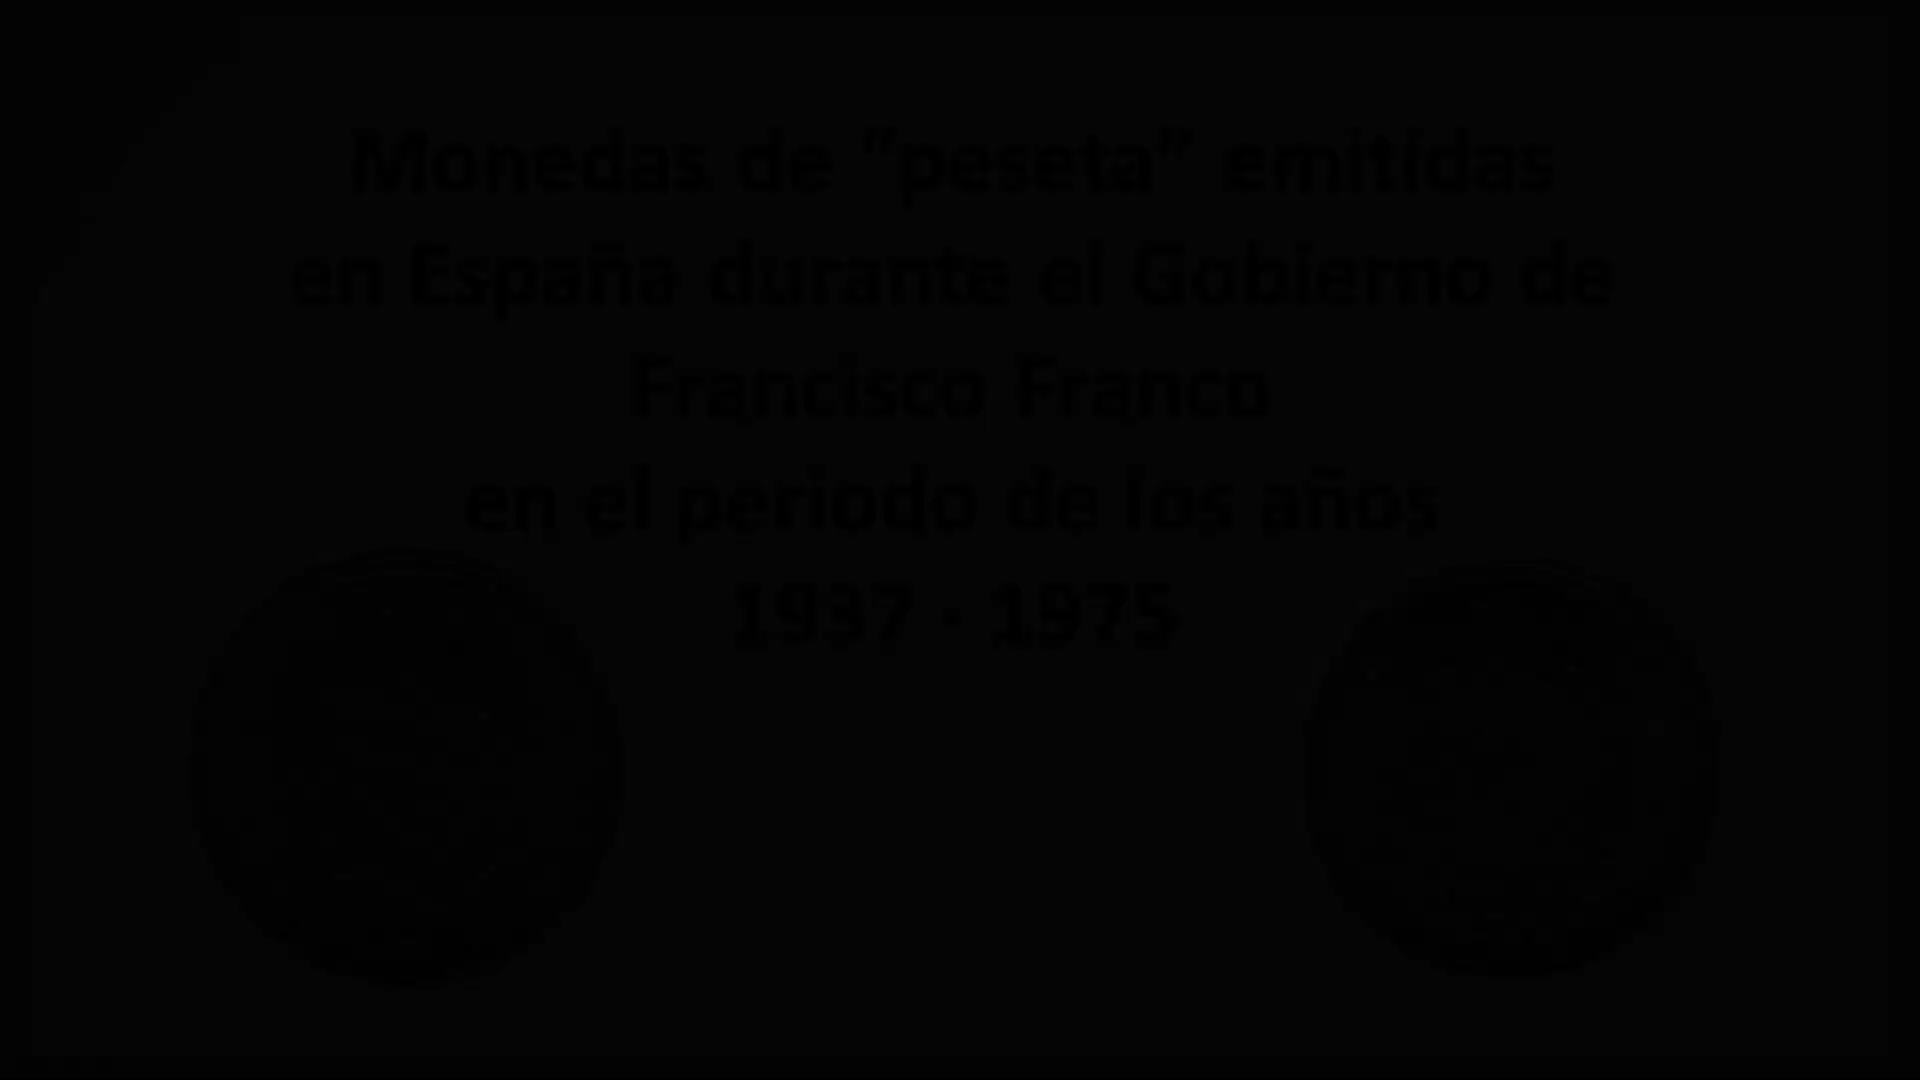 Monedas de "peseta" emitidas
en España durante el Gobierno de
Francisco Franco
en el periodo de los años
1937 - 1975